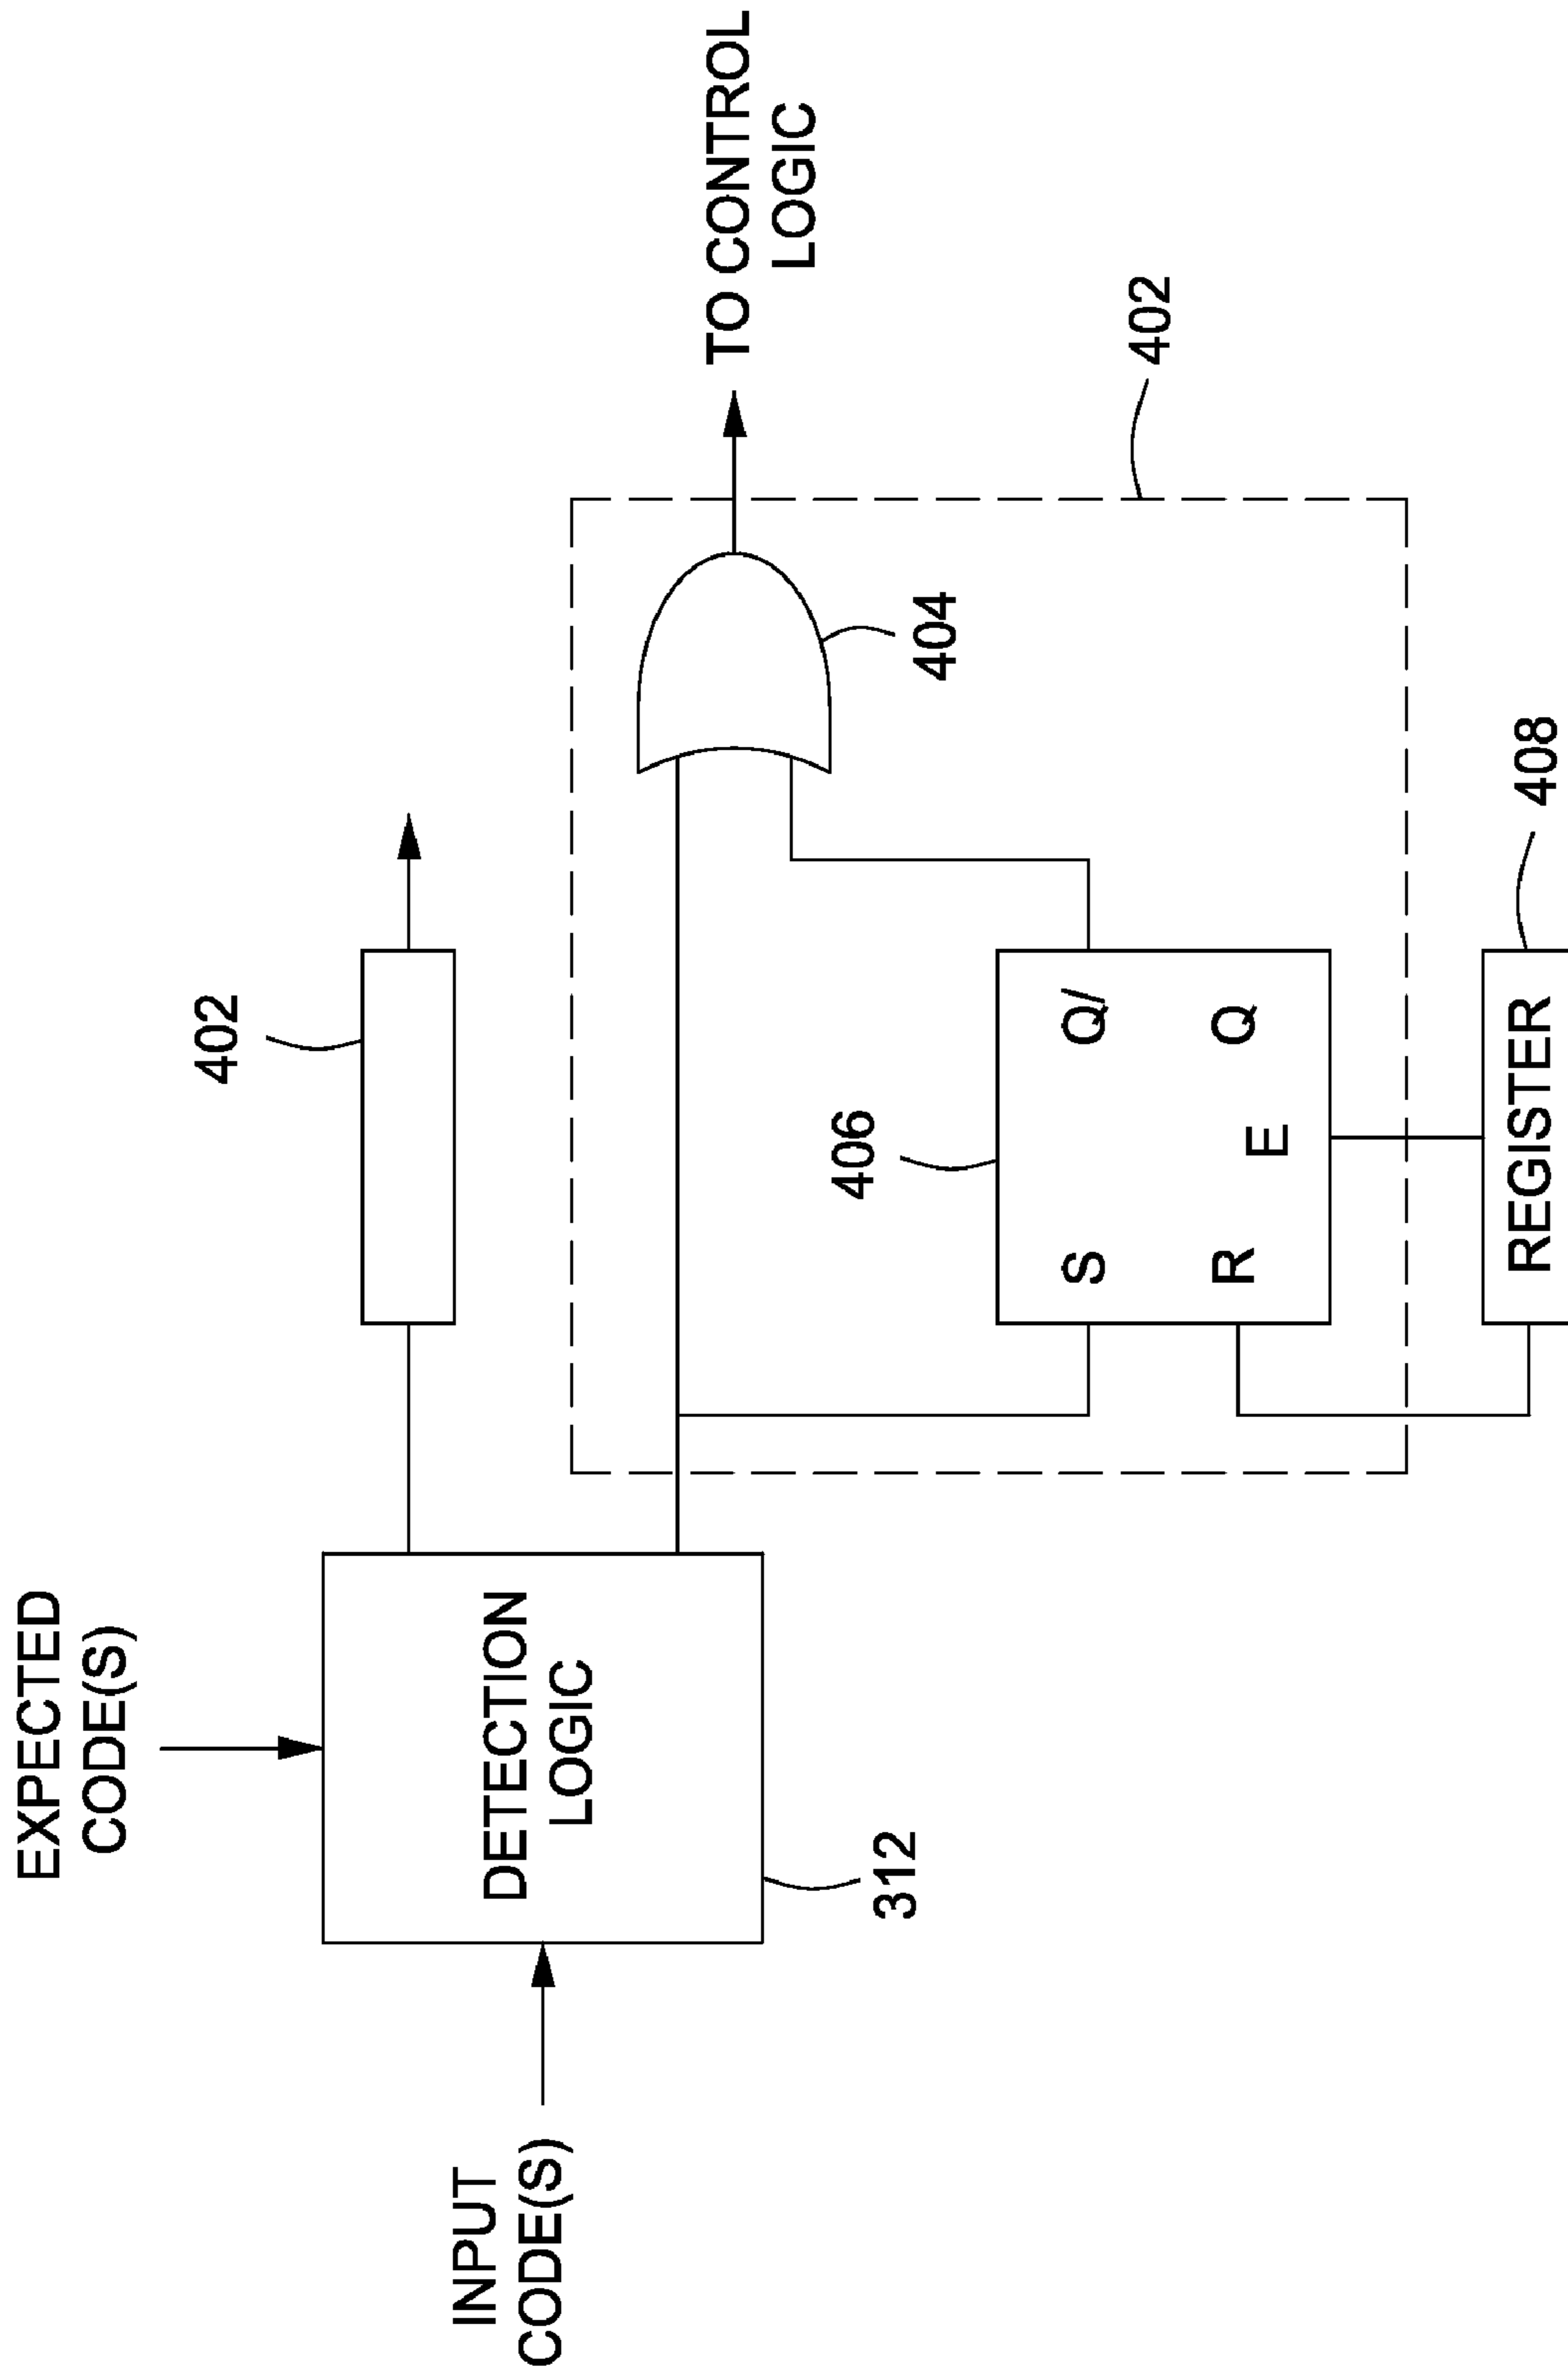 EXPECTED
CODE(S)
INPUT
CODE(S)
DETECTION
LOGIC
312
402
TO CONTROL
LOGIC
404
402
406
S
Q/
R
E
Q
REGISTER
408